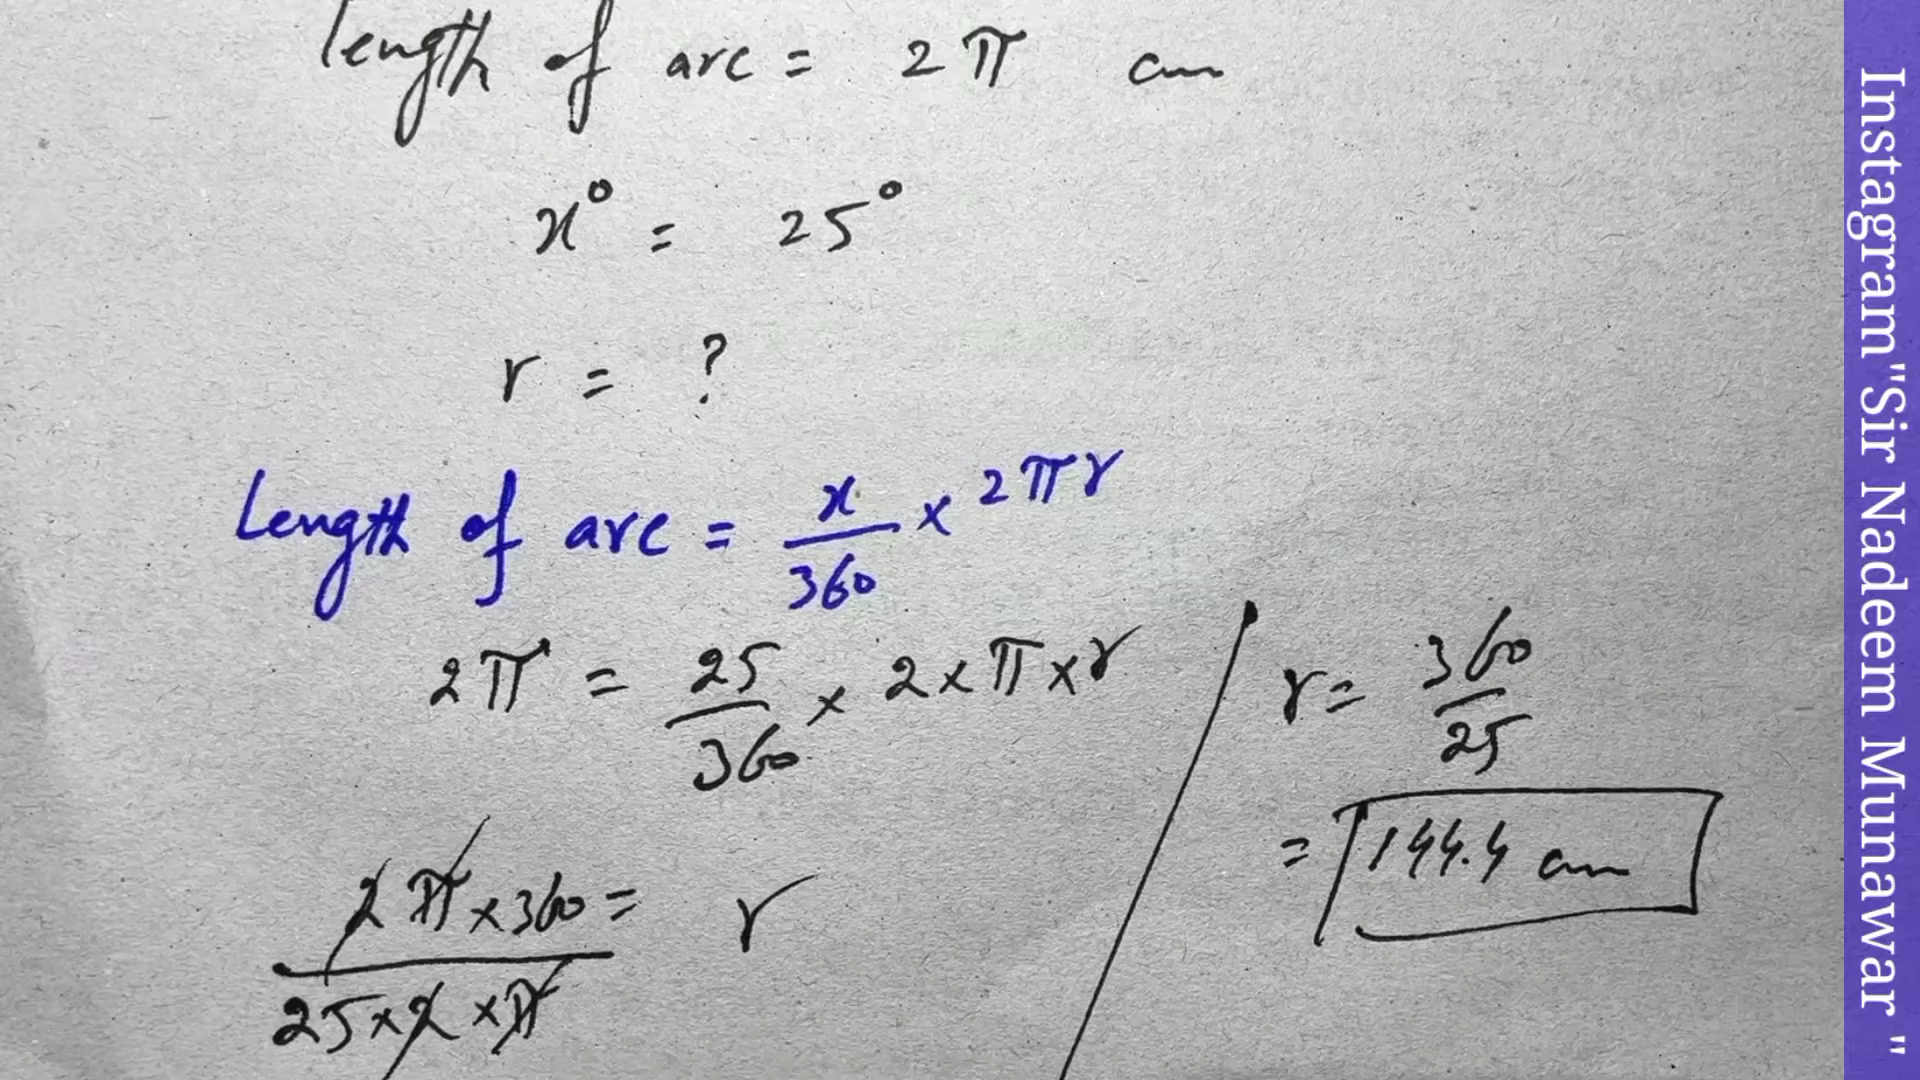 length of arc = 2π cm
x° = 25°
r = ?
Length of arc = x/360 × 2πr
2π = 25/360 × 2×π×r
2π×360/25×2×π = r
r = 360/25
= 144.4 cm
Instagram"Sir Nadeem Munawar"